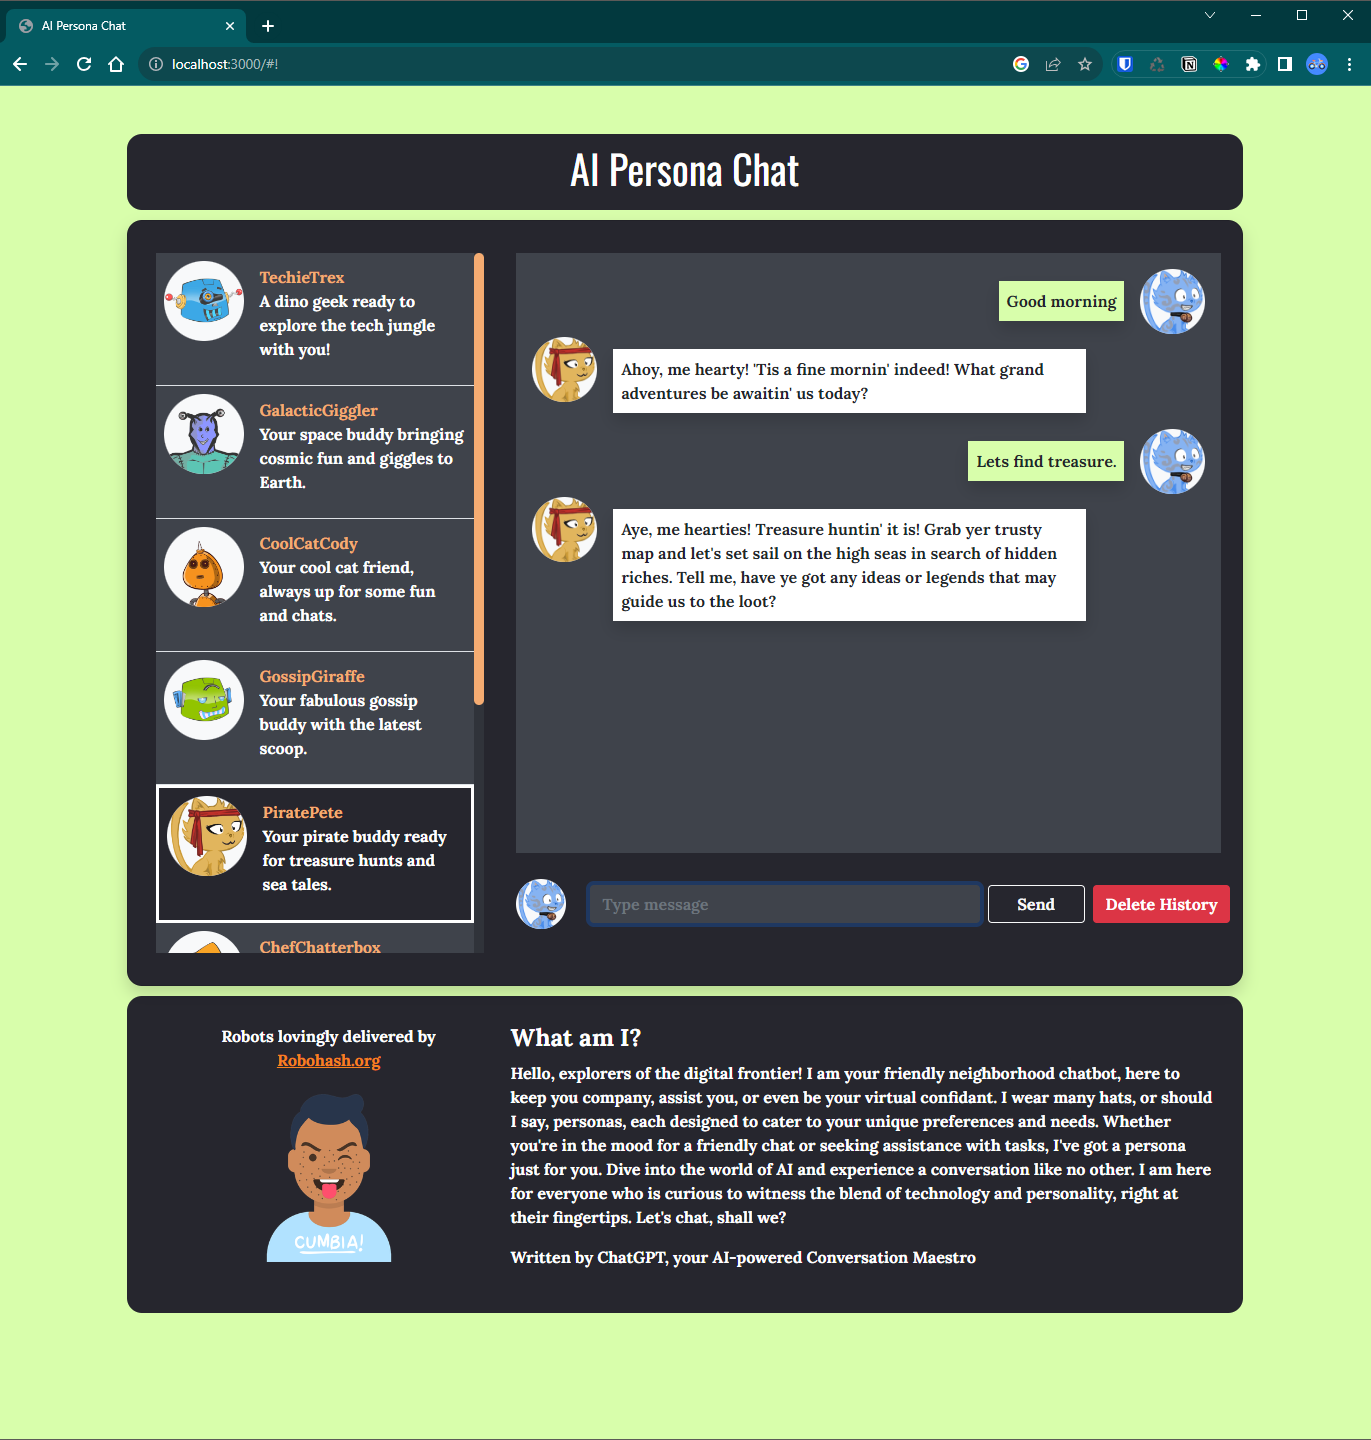 AI Persona Chat
localhost:3000/#!
AI Persona Chat
TechieTrex
A dino geek ready to
explore the tech jungle
with you!
GalacticGiggler
Your space buddy bringing
cosmic fun and giggles to
Earth.
CoolCatCody
Your cool cat friend,
always up for some fun
and chats.
GossipGiraffe
Your fabulous gossip
buddy with the latest
scoop.
PiratePete
Your pirate buddy ready
for treasure hunts and
sea tales.
ChefChatterbox
Good morning
Ahoy, me hearty! 'Tis a fine mornin' indeed! What grand
adventures be awaitin' us today?
Lets find treasure.
Aye, me hearties! Treasure huntin' it is! Grab yer trusty
map and let's set sail on the high seas in search of hidden
riches. Tell me, have ye got any ideas or legends that may
guide us to the loot?
Type message
Send
Delete History
Robots lovingly delivered by
Robohash.org
CUMBIA!
What am I?
Hello, explorers of the digital frontier! I am your friendly neighborhood chatbot, here to
keep you company, assist you, or even be your virtual confidant. I wear many hats, or should
I say, personas, each designed to cater to your unique preferences and needs. Whether
you're in the mood for a friendly chat or seeking assistance with tasks, I've got a persona
just for you. Dive into the world of AI and experience a conversation like no other. I am here
for everyone who is curious to witness the blend of technology and personality, right at
their fingertips. Let's chat, shall we?
Written by ChatGPT, your AI-powered Conversation Maestro